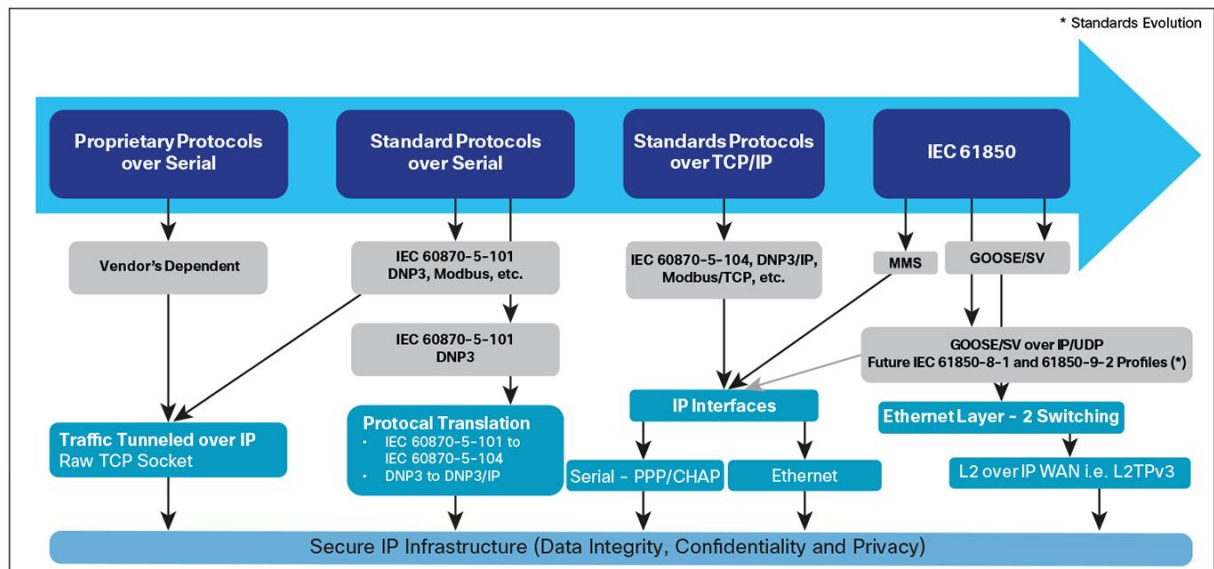 * Standards Evolution
Proprietary Protocols
over Serial
Standard Protocols
over Serial
Standards Protocols
over TCP/IP
IEC 61850
Vendor's Dependent
IEC 60870-5-101
DNP3, Modbus, etc.
IEC 60870-5-104, DNP3/IP,
Modbus/TCP, etc.
MMS
GOOSE/SV
IEC 60870-5-101
DNP3
GOOSE/SV over IP/UDP
Future IEC 61850-8-1 and 61850-9-2 Profiles (*)
Traffic Tunneled over IP
Raw TCP Socket
Protocal Translation
• IEC 60870-5-101 to
IEC 60870-5-104
• DNP3 to DNP3/IP
IP Interfaces
Ethernet Layer - 2 Switching
Serial - PPP/CHAP
Ethernet
L2 over IP WAN i.e. L2TPv3
Secure IP Infrastructure (Data Integrity, Confidentiality and Privacy)